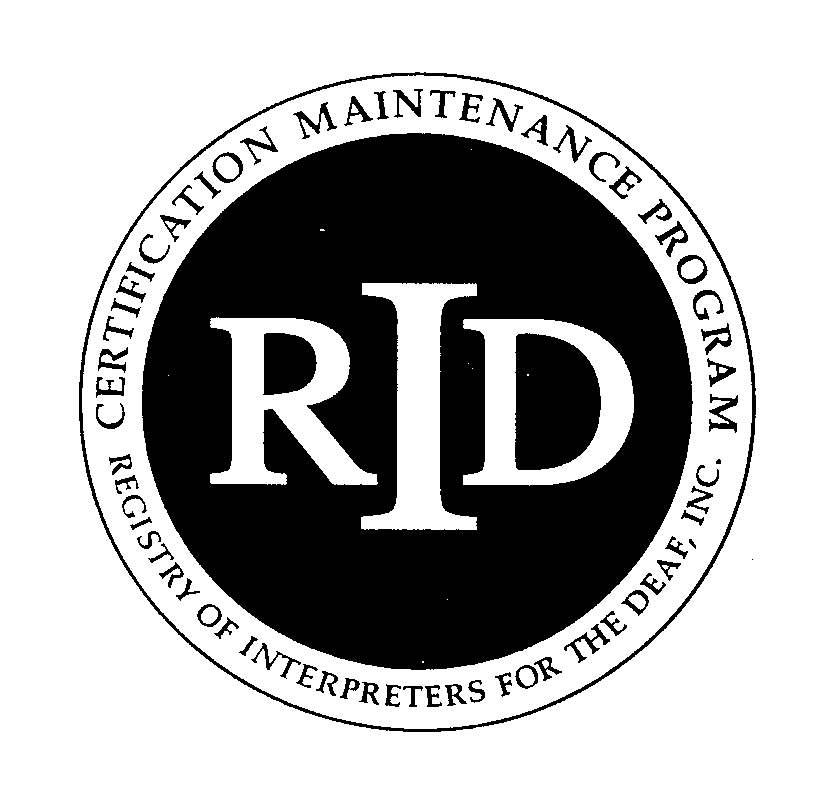 CERTIFICATION MAINTENANCE PROGRAM
RID
REGISTRY OF INTERPRETERS FOR THE DEAF, INC.